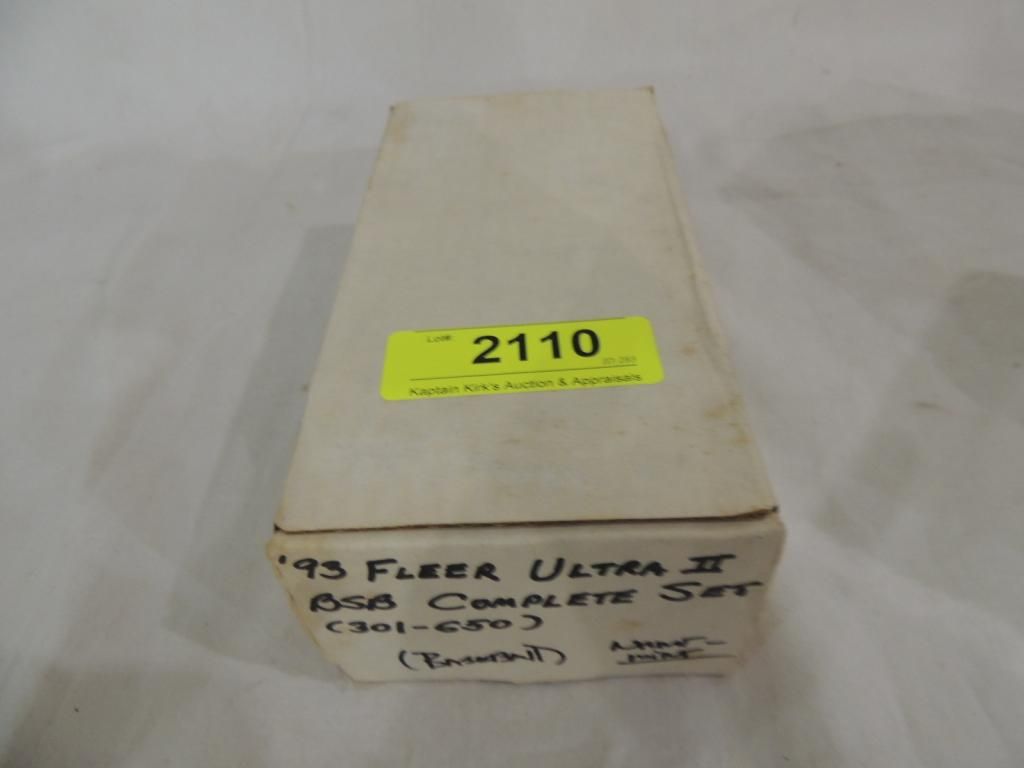 Lot#: 2110
Kaptain Kirk's Auction & Appraisals
'93 FLEER ULTRA II
BSB COMPLETE SET
(301-650)